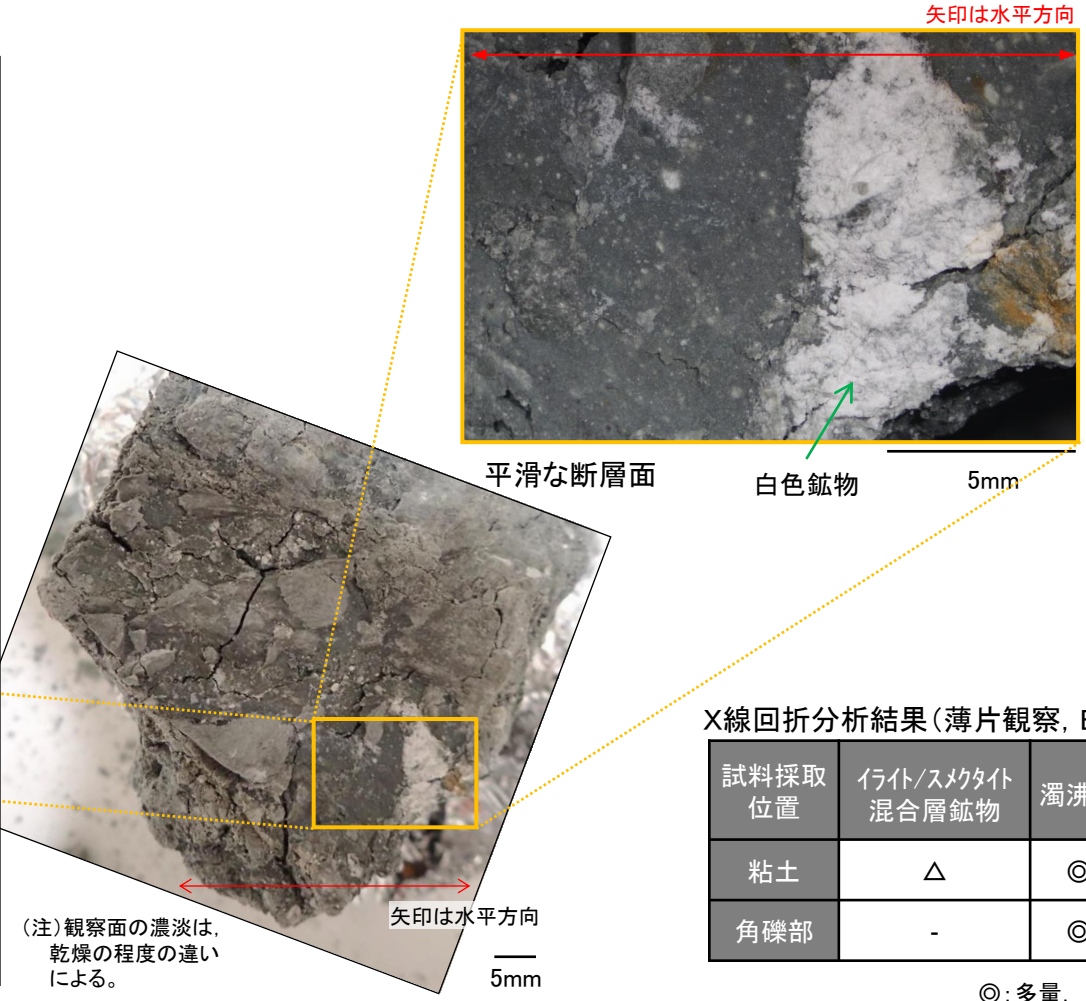 矢印は水平方向
平滑な断層面
白色鉱物
5mm
X線回折分析結果(薄片観察,
試料採取
位置
イライト/スメクタイト
混合層鉱物
濁沸
粘土
△
◎
角礫部
-
◎
◎:多量,
矢印は水平方向
5mm
(注)観察面の濃淡は,
乾燥の程度の違い
による。